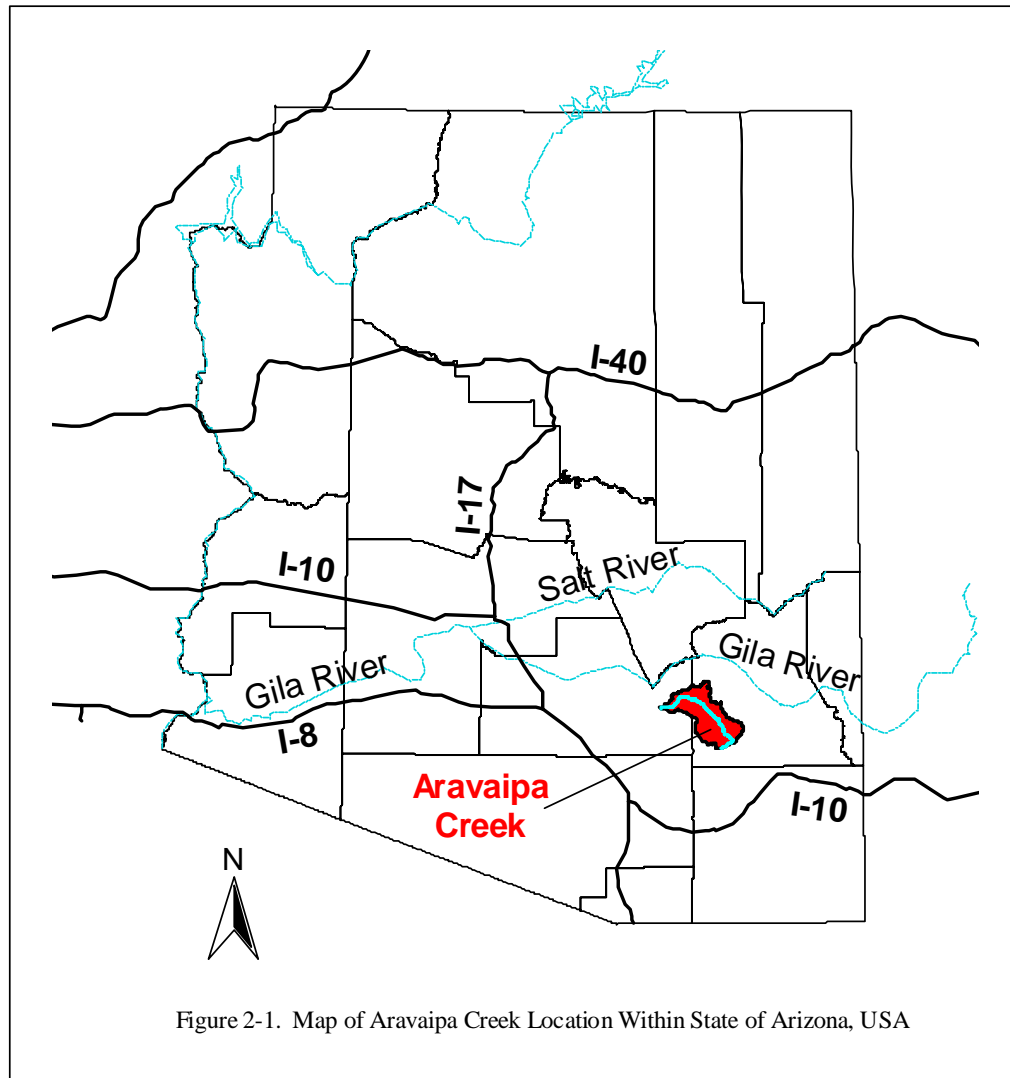 I-40
I-17
I-10
Salt River
Gila River
Gila River
I-8
Aravaipa
Creek
I-10
N
Figure 2-1. Map of Aravaipa Creek Location Within State of Arizona, USA